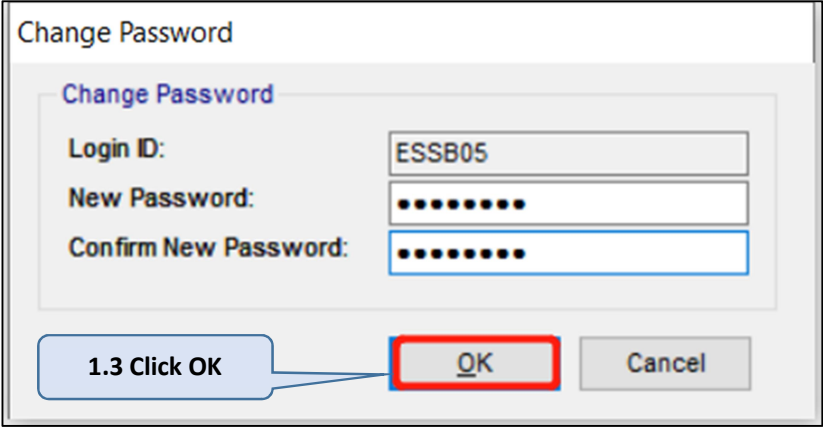 Change Password
Change Password
Login ID: ESSB05
New Password: ●●●●●●●●
Confirm New Password: ●●●●●●●●
1.3 Click OK
OK Cancel